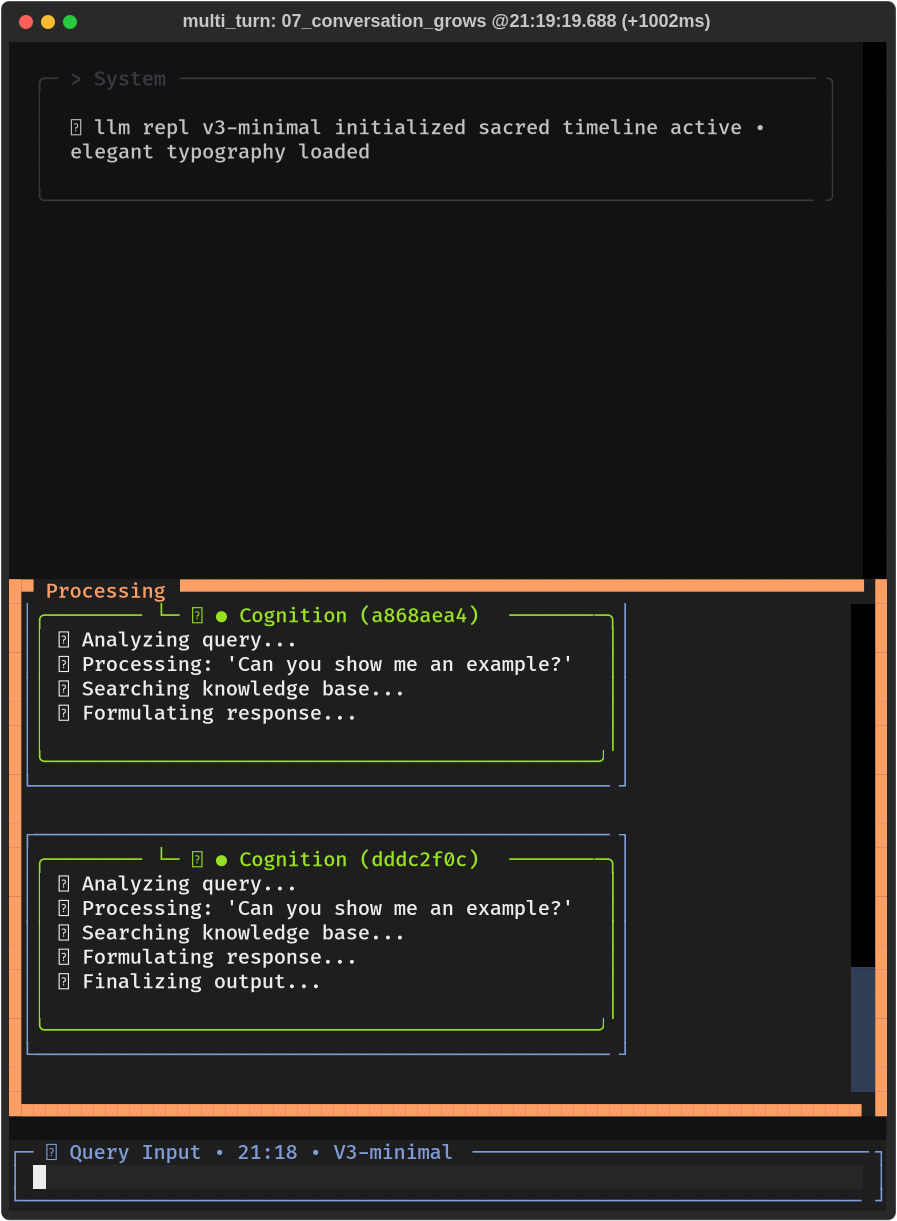 multi_turn: 07_conversation_grows @21:19:19.688 (+1002ms)
> System
⍰ llm repl v3-minimal initialized sacred timeline active •
elegant typography loaded
Processing
⍰ ● Cognition (a868aea4)
⍰ Analyzing query...
⍰ Processing: 'Can you show me an example?'
⍰ Searching knowledge base...
⍰ Formulating response...
⍰ ● Cognition (dddc2f0c)
⍰ Analyzing query...
⍰ Processing: 'Can you show me an example?'
⍰ Searching knowledge base...
⍰ Formulating response...
⍰ Finalizing output...
⍰ Query Input • 21:18 • V3-minimal